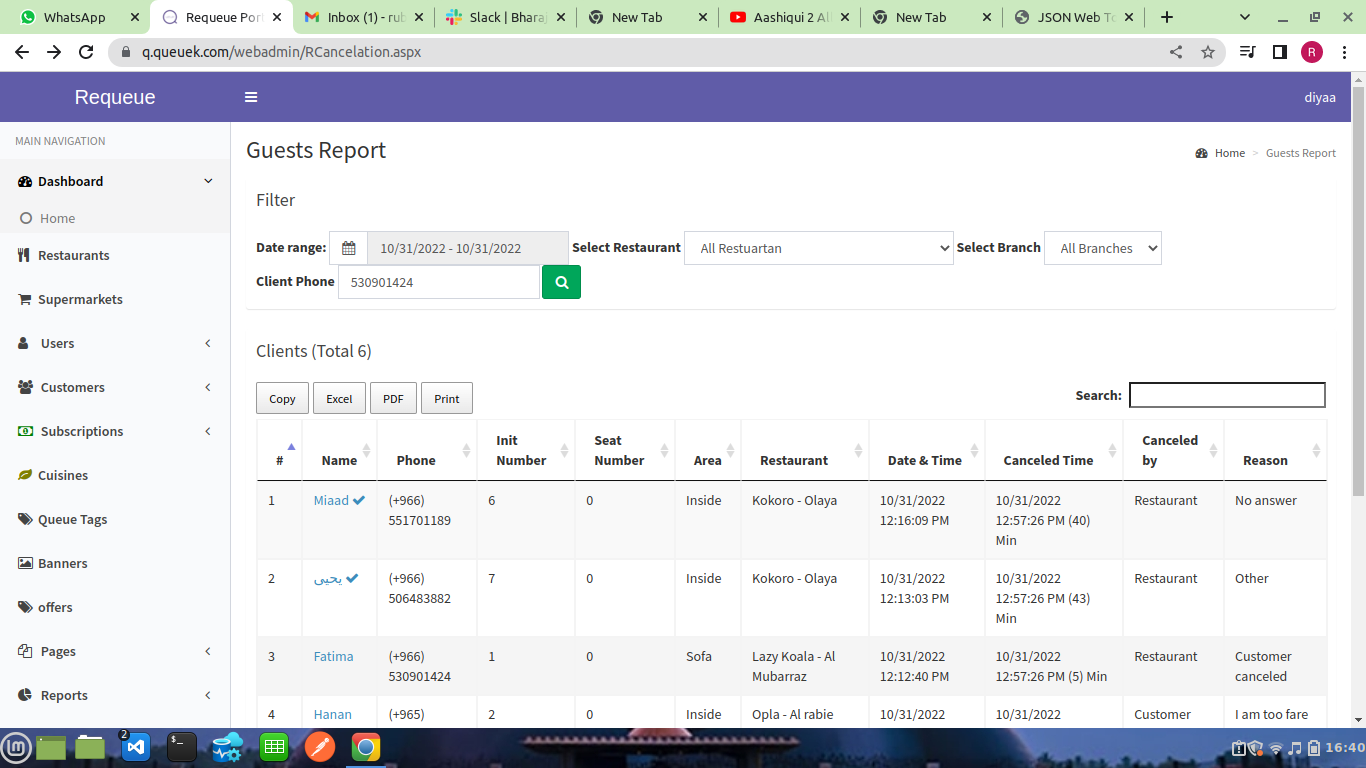 WhatsApp
Requeue Por
Inbox (1) - rub
Slack | Bharaj
New Tab
Aashiqui 2 Al
New Tab
JSON Web To
q.queuek.com/webadmin/RCancelation.aspx
R
Requeue
diyaa
MAIN NAVIGATION
Dashboard
Home
Restaurants
Supermarkets
Users
Customers
Subscriptions
Cuisines
Queue Tags
Banners
offers
Pages
Reports
Guests Report
Home > Guests Report
Filter
Date range: 10/31/2022 - 10/31/2022 Select Restaurant All Restuartan Select Branch All Branches
Client Phone 530901424
Clients (Total 6)
Copy Excel PDF Print
Search:
# Name Phone Init Number Seat Number Area Restaurant Date & Time Canceled Time Canceled by Reason
1 Miaad (+966) 551701189 6 0 Inside Kokoro - Olaya 10/31/2022 12:16:09 PM 10/31/2022 12:57:26 PM (40) Min Restaurant No answer
2 يحيى (+966) 506483882 7 0 Inside Kokoro - Olaya 10/31/2022 12:13:03 PM 10/31/2022 12:57:26 PM (43) Min Restaurant Other
3 Fatima (+966) 530901424 1 0 Sofa Lazy Koala - Al Mubarraz 10/31/2022 12:12:40 PM 10/31/2022 12:57:26 PM (5) Min Restaurant Customer canceled
4 Hanan (+965) 2 0 Inside Opla - Al rabie 10/31/2022 10/31/2022 Customer I am too fare
2
16:40